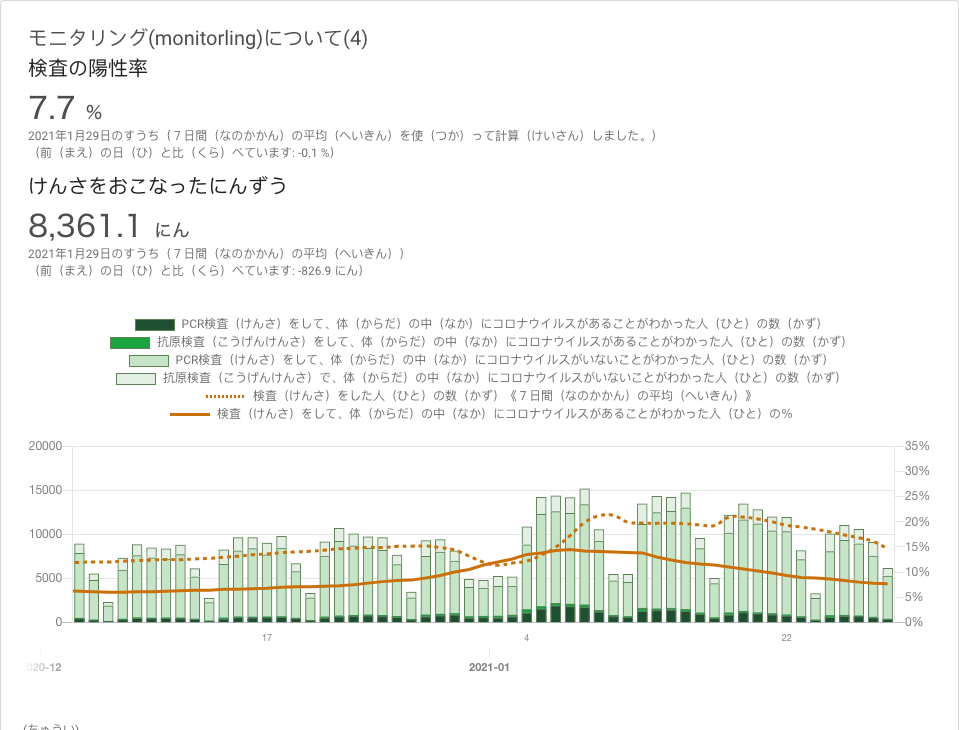 モニタリング(monitorling)について(4)
検査の陽性率
7.7 %
2021年1月29日のすうち（７日間（なのかかん）の平均（へいきん）を使（つか）って計算（けいさん）しました。）
（前（まえ）の日（ひ）と比（くら）べています: -0.1 %）
けんさをおこなったにんずう
8,361.1 にん
2021年1月29日のすうち（７日間（なのかかん）の平均（へいきん））
（前（まえ）の日（ひ）と比（くら）べています: -826.9 にん）
PCR検査（けんさ）をして、体（からだ）の中（なか）にコロナウイルスがあることがわかった人（ひと）の数（かず）
抗原検査（こうげんけんさ）をして、体（からだ）の中（なか）にコロナウイルスがあることがわかった人（ひと）の数（かず）
PCR検査（けんさ）をして、体（からだ）の中（なか）にコロナウイルスがいないことがわかった人（ひと）の数（かず）
抗原検査（こうげんけんさ）で、体（からだ）の中（なか）にコロナウイルスがいないことがわかった人（ひと）の数（かず）
検査（けんさ）をした人（ひと）の数（かず）《７日間（なのかかん）の平均（へいきん）》
検査（けんさ）をして、体（からだ）の中（なか）にコロナウイルスがあることがわかった人（ひと）の％
20000 35%
30%
15000 25%
20%
10000 15%
5000 10%
5%
0 0%
17 4 22
020-12 2021-01
(ちゅうい)